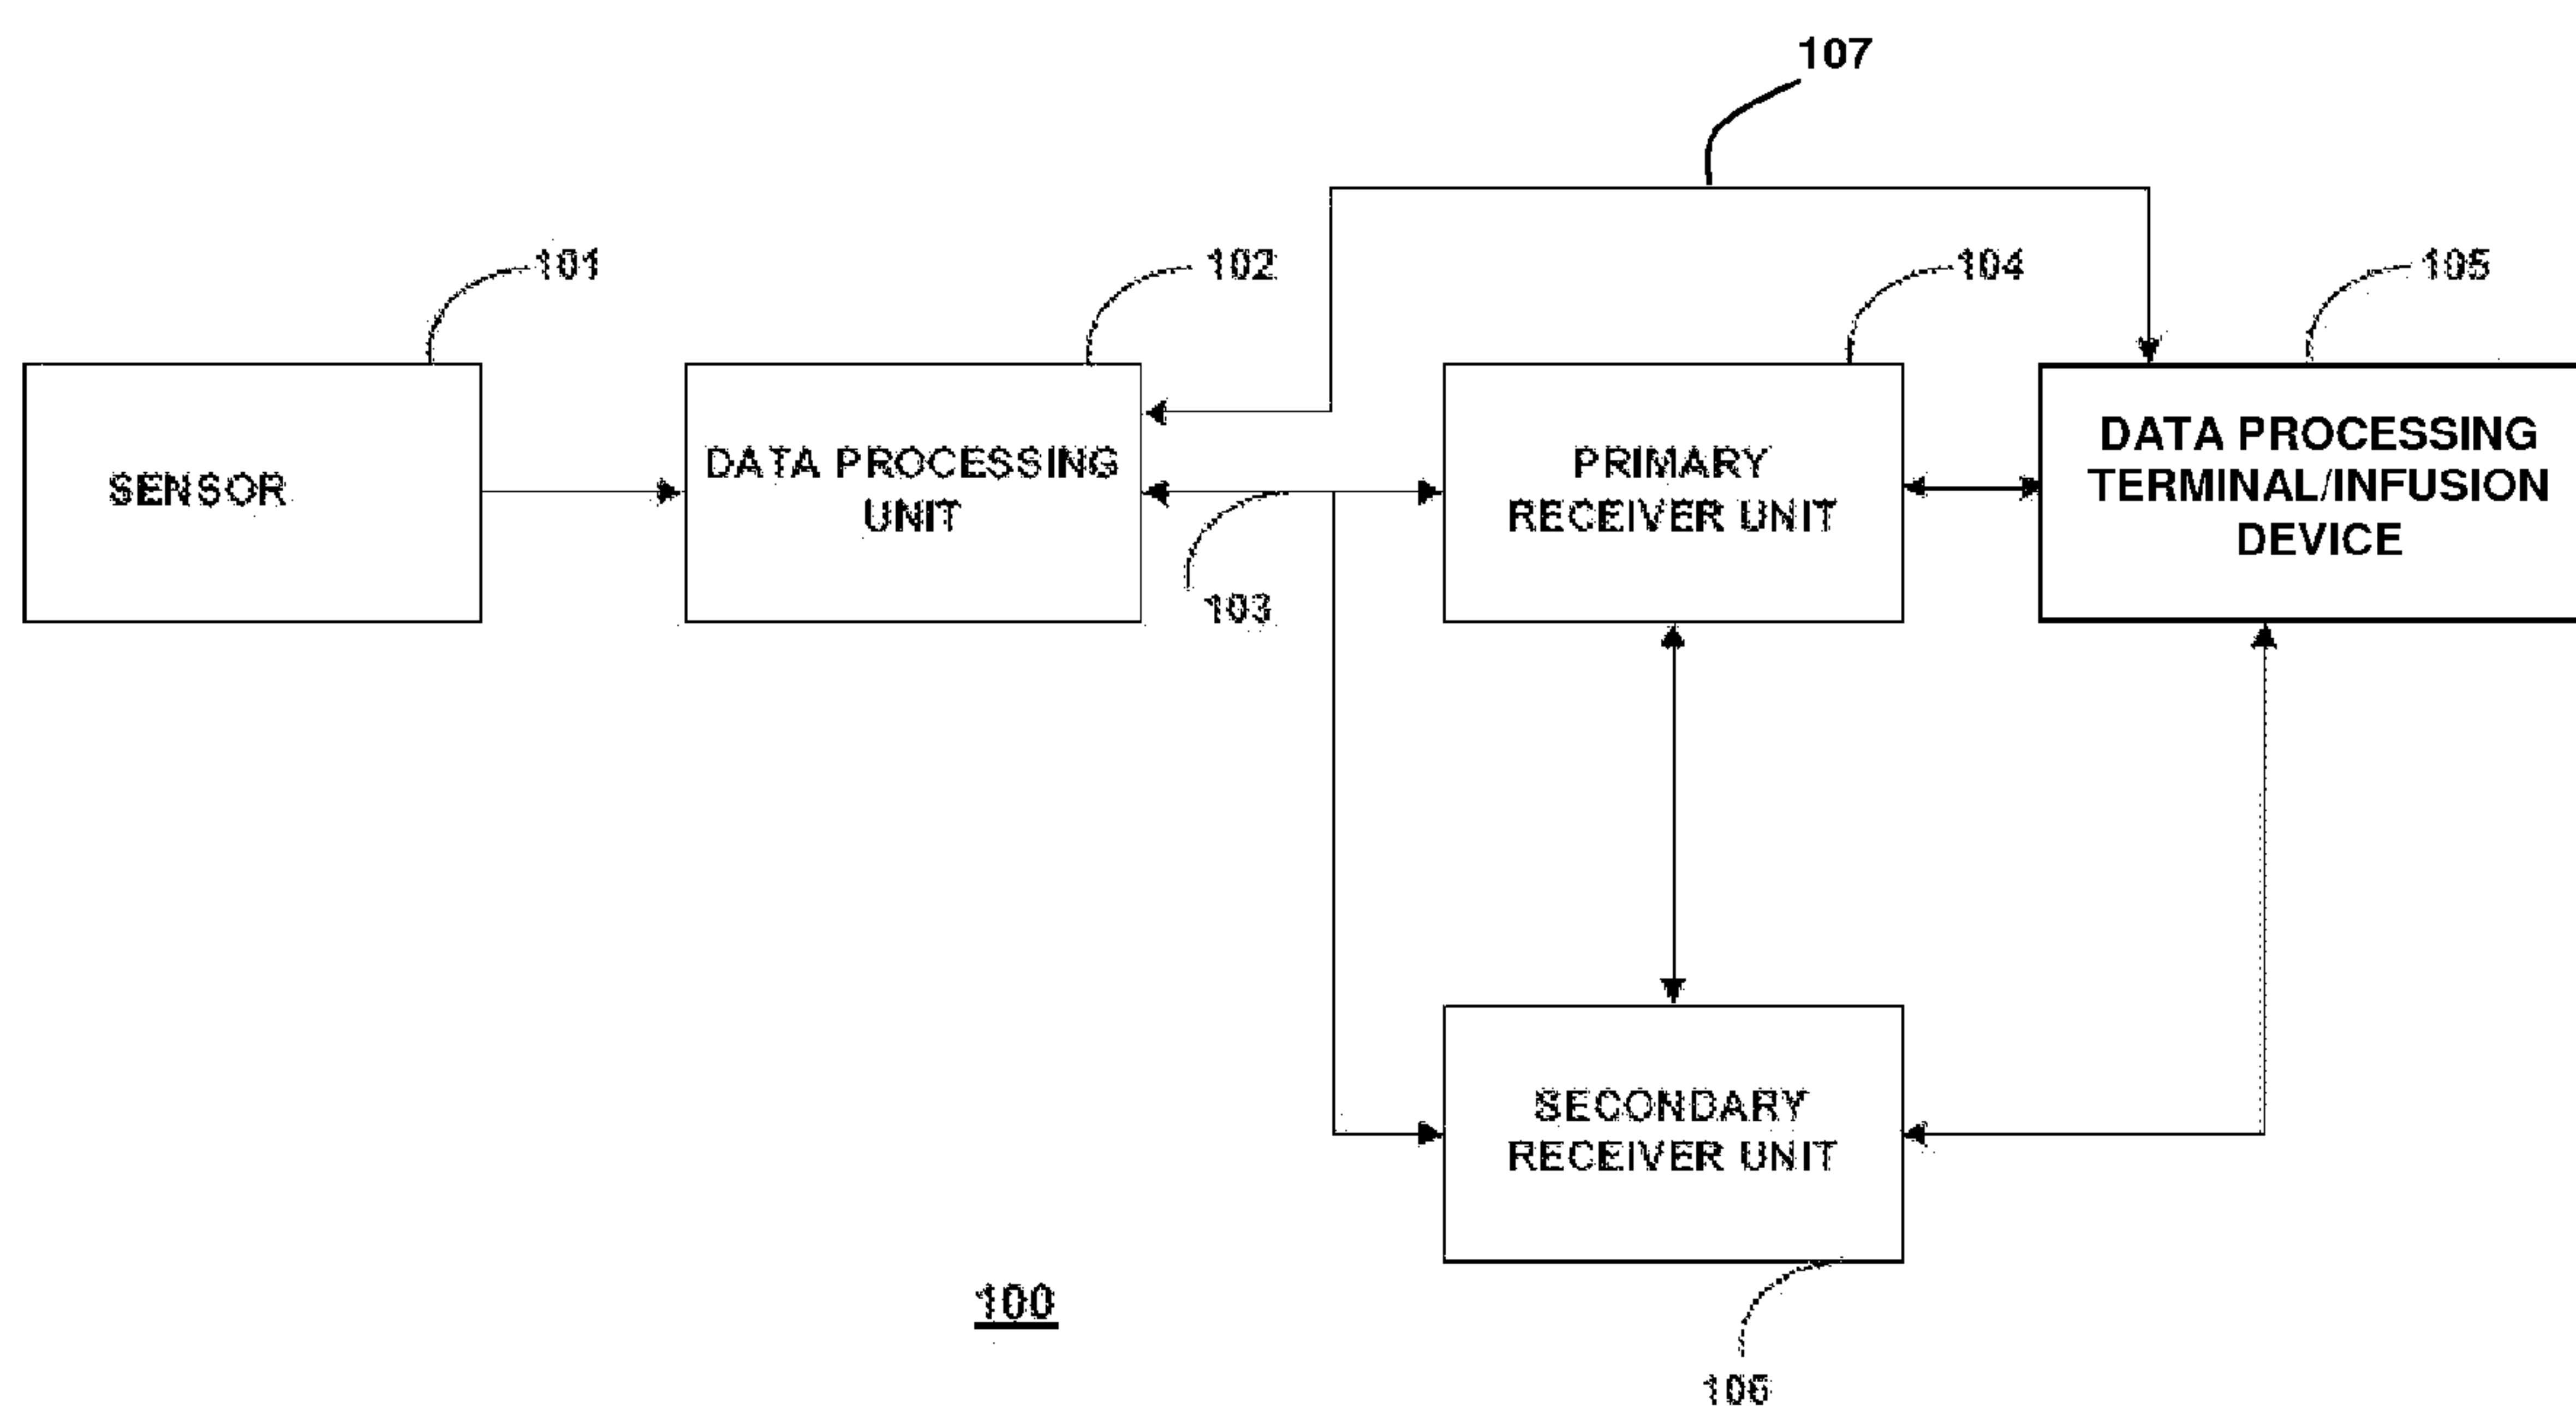 107
101
102
104
105
SENSOR
DATA PROCESSING
UNIT
PRIMARY
RECEIVER UNIT
DATA PROCESSING
TERMINAL/INFUSION
DEVICE
103
SECONDARY
RECEIVER UNIT
100
106